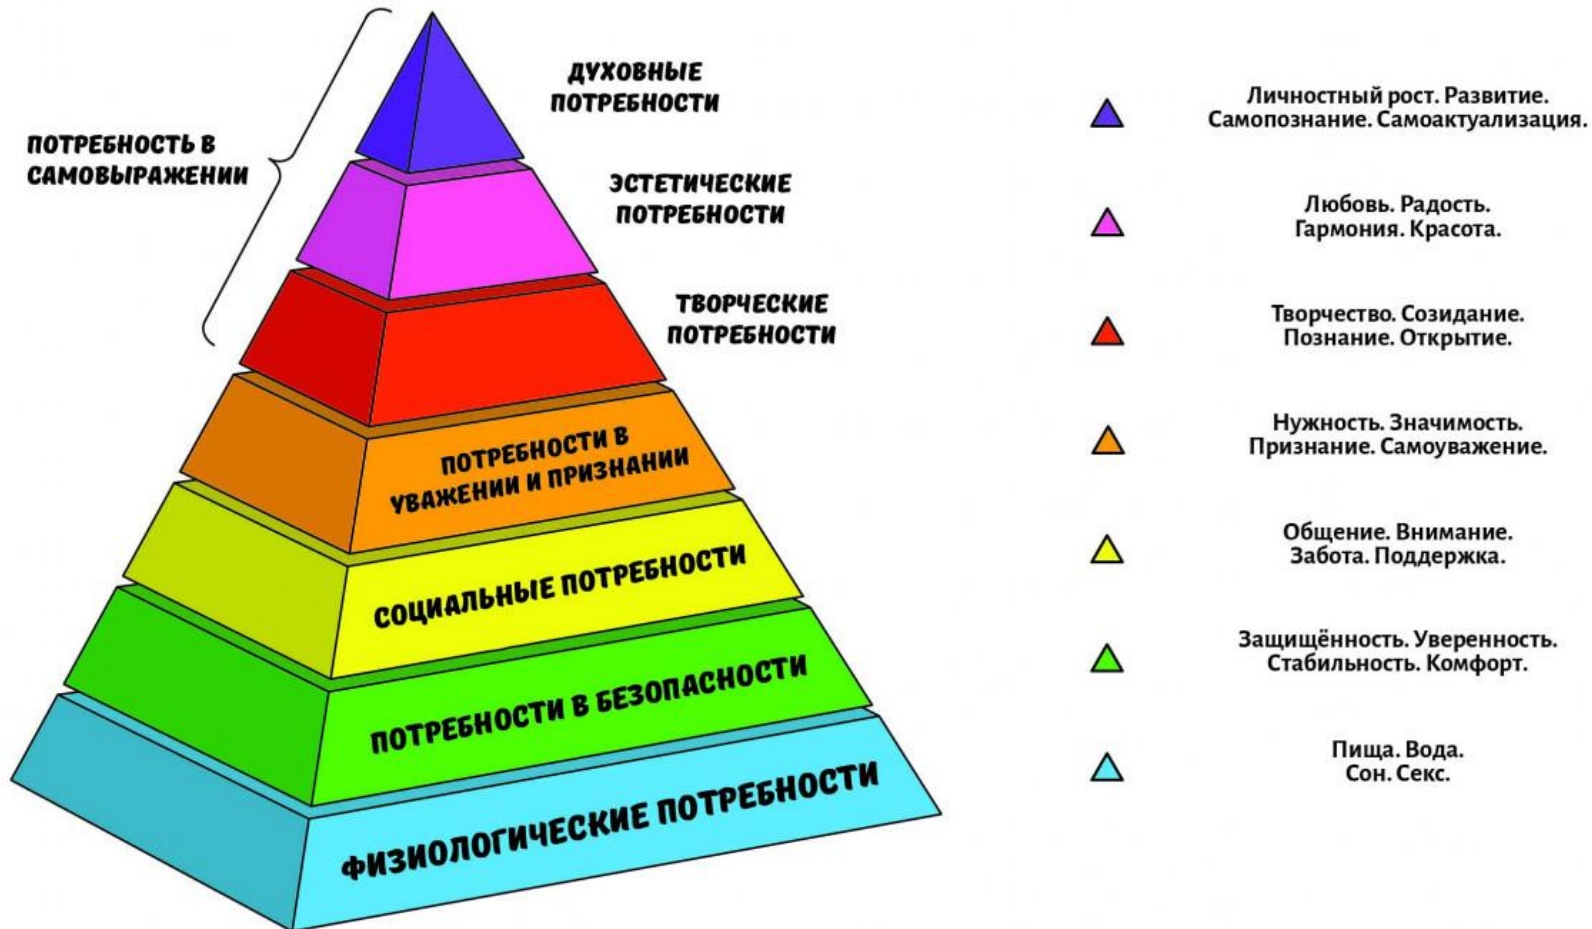 ПОТРЕБНОСТЬ В
САМОВЫРАЖЕНИИ
ДУХОВНЫЕ
ПОТРЕБНОСТИ
ЭСТЕТИЧЕСКИЕ
ПОТРЕБНОСТИ
ТВОРЧЕСКИЕ
ПОТРЕБНОСТИ
ПОТРЕБНОСТИ В
УВАЖЕНИИ И ПРИЗНАНИИ
СОЦИАЛЬНЫЕ ПОТРЕБНОСТИ
ПОТРЕБНОСТИ В БЕЗОПАСНОСТИ
ФИЗИОЛОГИЧЕСКИЕ ПОТРЕБНОСТИ
Личностный рост. Развитие.
Самопознание. Самоактуализация.
Любовь. Радость.
Гармония. Красота.
Творчество. Созидание.
Познание. Открытие.
Нужность. Значимость.
Признание. Самоуважение.
Общение. Внимание.
Забота. Поддержка.
Защищённость. Уверенность.
Стабильность. Комфорт.
Пища. Вода.
Сон. Секс.